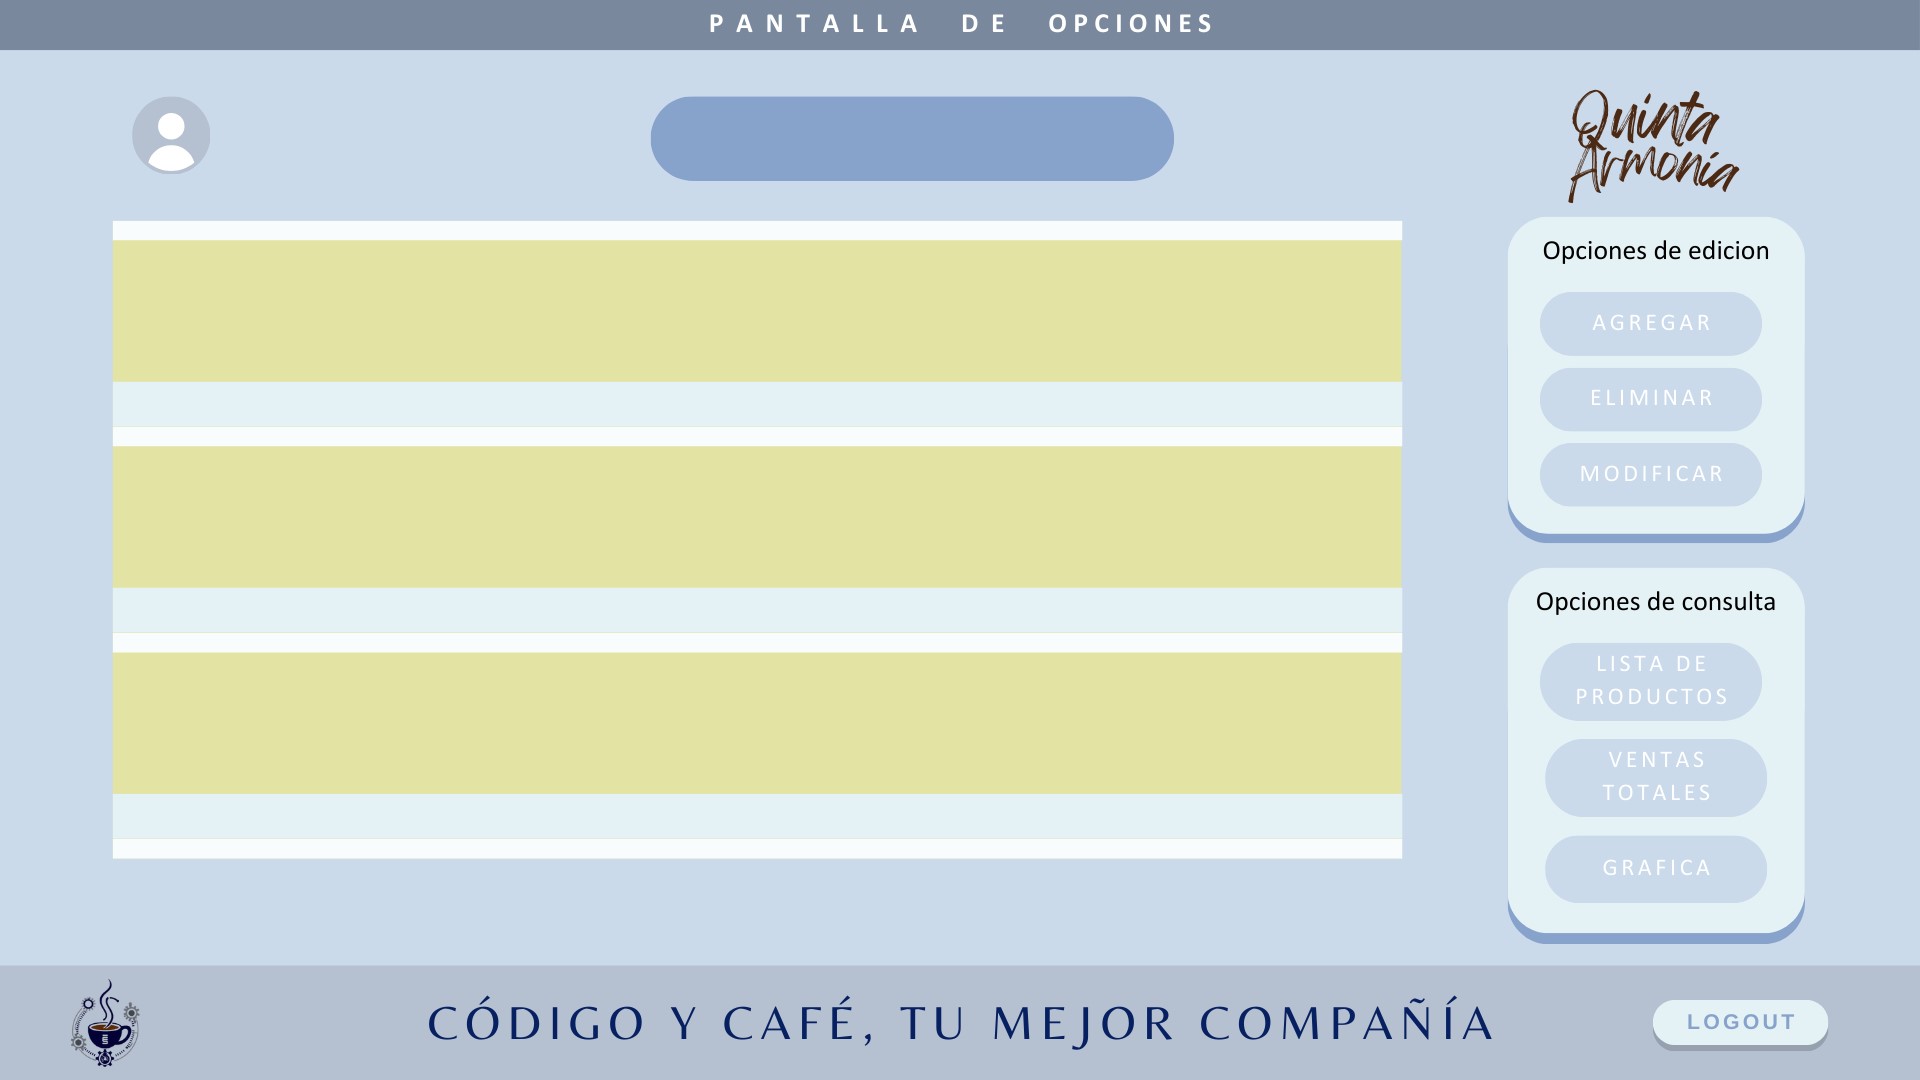 PANTALLA DE OPCIONES
Quinta
Armonía
Opciones de edicion
AGREGAR
ELIMINAR
MODIFICAR
Opciones de consulta
LISTA DE
PRODUCTOS
VENTAS
TOTALES
GRAFICA
CÓDIGO Y CAFÉ, TU MEJOR COMPAÑÍA
LOGOUT